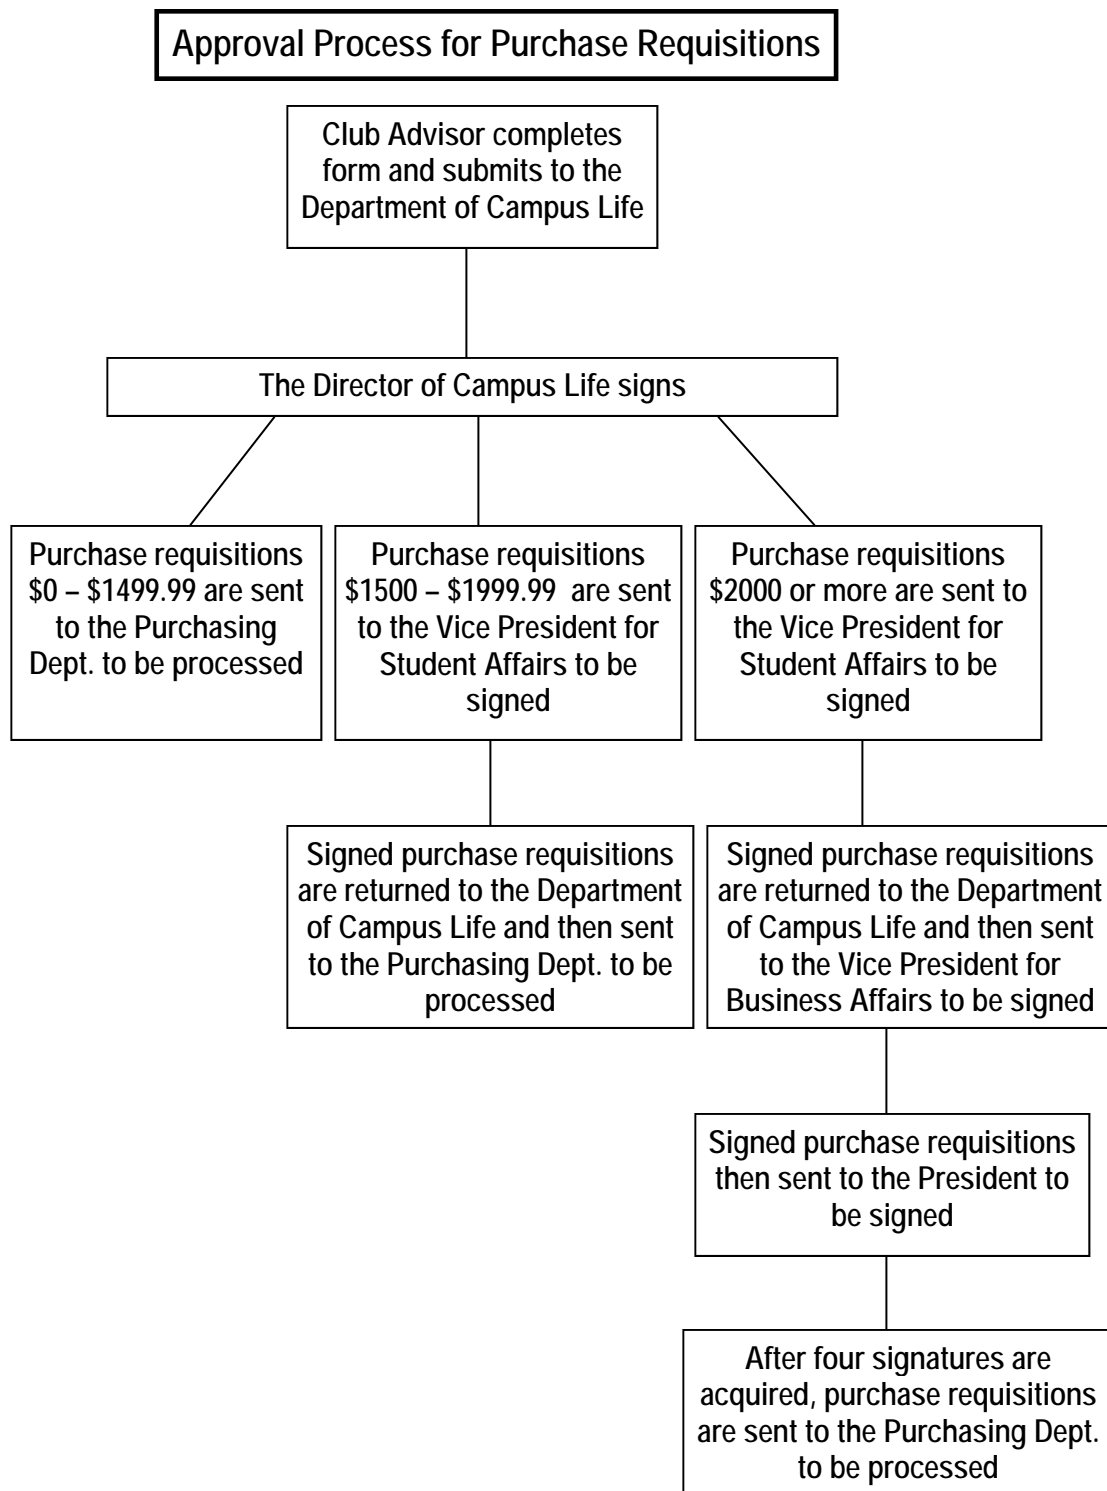 Approval Process for Purchase Requisitions
Club Advisor completes
form and submits to the
Department of Campus Life
The Director of Campus Life signs
Purchase requisitions
$0 – $1499.99 are sent
to the Purchasing
Dept. to be processed
Purchase requisitions
$1500 – $1999.99  are sent
to the Vice President for
Student Affairs to be
signed
Purchase requisitions
$2000 or more are sent to
the Vice President for
Student Affairs to be
signed
Signed purchase requisitions
are returned to the Department
of Campus Life and then sent
to the Purchasing Dept. to be
processed
Signed purchase requisitions
are returned to the Department
of Campus Life and then sent
to the Vice President for
Business Affairs to be signed
Signed purchase requisitions
then sent to the President to
be signed
After four signatures are
acquired, purchase requisitions
are sent to the Purchasing Dept.
to be processed